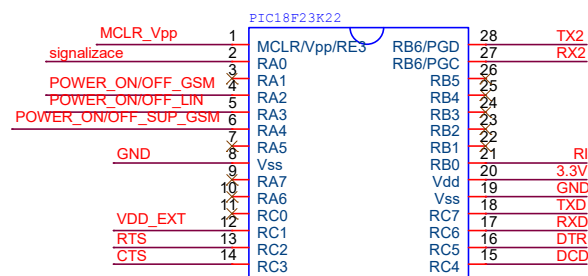 PIC18F23K22
MCLR_Vpp 1 MCLR/Vpp/RE3 RB6/PGD 28 TX2
signalizace 2 RA0 RB6/PGC 27 RX2
3 RA1 RB5 26
POWER_ON/OFF_GSM 4 RA2 RB4 25
POWER_ON/OFF_LIN 5 RA3 RB3 24
POWER_ON/OFF_SUP_GSM 6 RA4 RB2 23
7 RA5 RB1 22
GND 8 Vss RB0 21 RI
9 RA7 Vdd 20 3.3V
10 RA6 Vss 19 GND
11 RC0 RC7 18 TXD
VDD_EXT 12 RC1 RC6 17 RXD
RTS 13 RC2 RC5 16 DTR
CTS 14 RC3 RC4 15 DCD